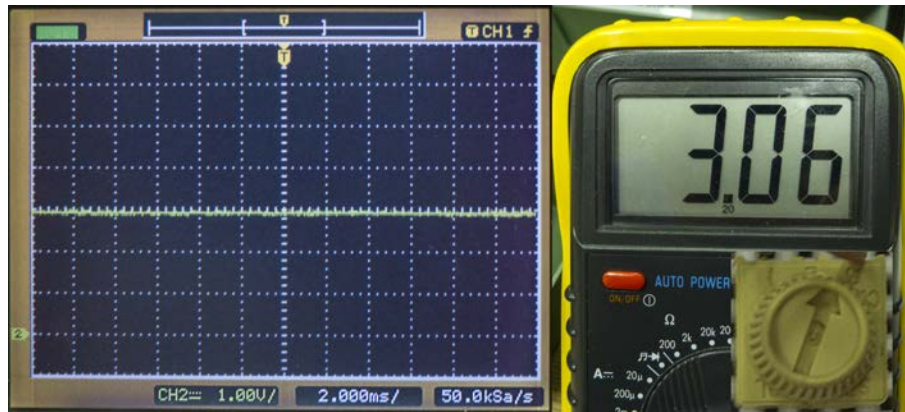 T
T CH1
T
2
CH2 1.00V/ 2.000ms/ 50.0kSa/s
3.06
20
AUTO POWER
ON/OFF
Ω
200 2k 20k 20
A
20µ
200µ